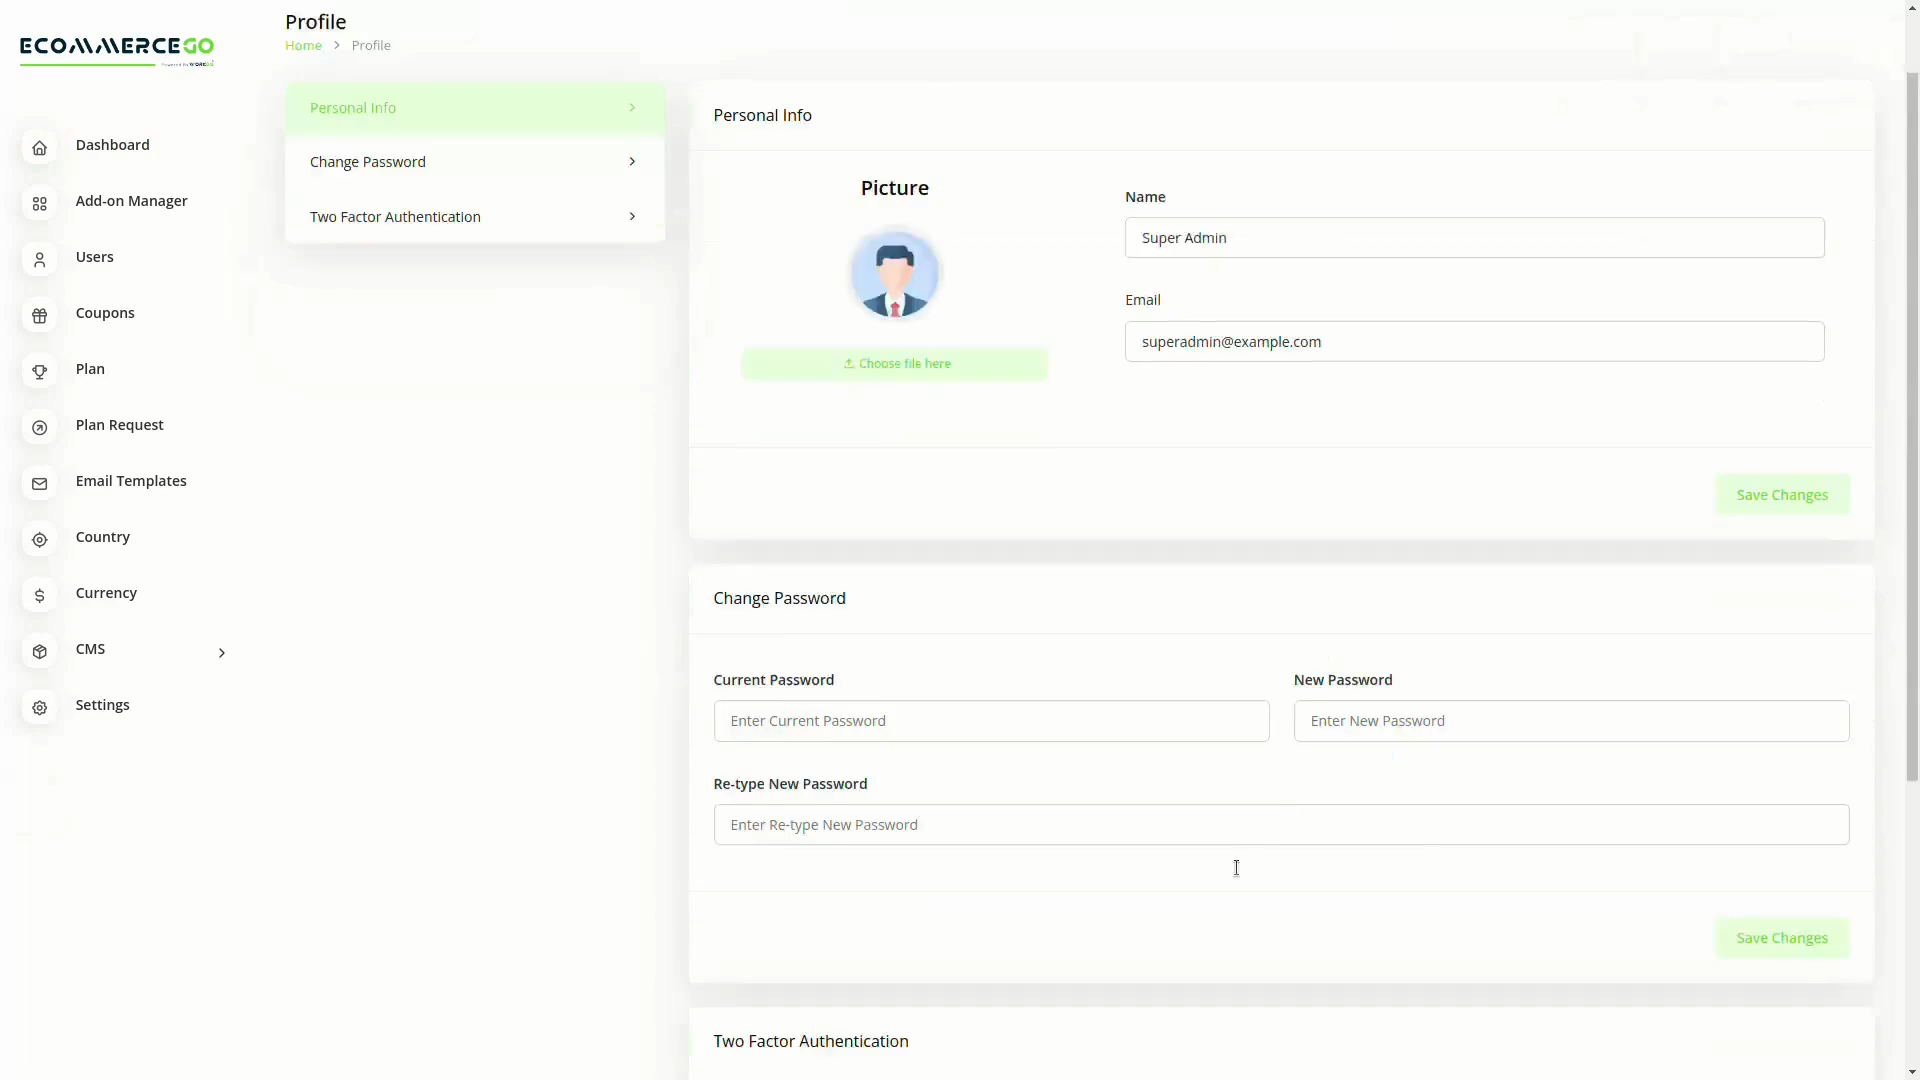 ECOMMERCEGO
Powered By WORKDO
Dashboard
Add-on Manager
Users
Coupons
Plan
Plan Request
Email Templates
Country
Currency
CMS
Settings
Profile
Home > Profile
Personal Info
Change Password
Two Factor Authentication
Personal Info
Picture
Choose file here
Name
Super Admin
Email
superadmin@example.com
Save Changes
Change Password
Current Password
Enter Current Password
New Password
Enter New Password
Re-type New Password
Enter Re-type New Password
Save Changes
Two Factor Authentication